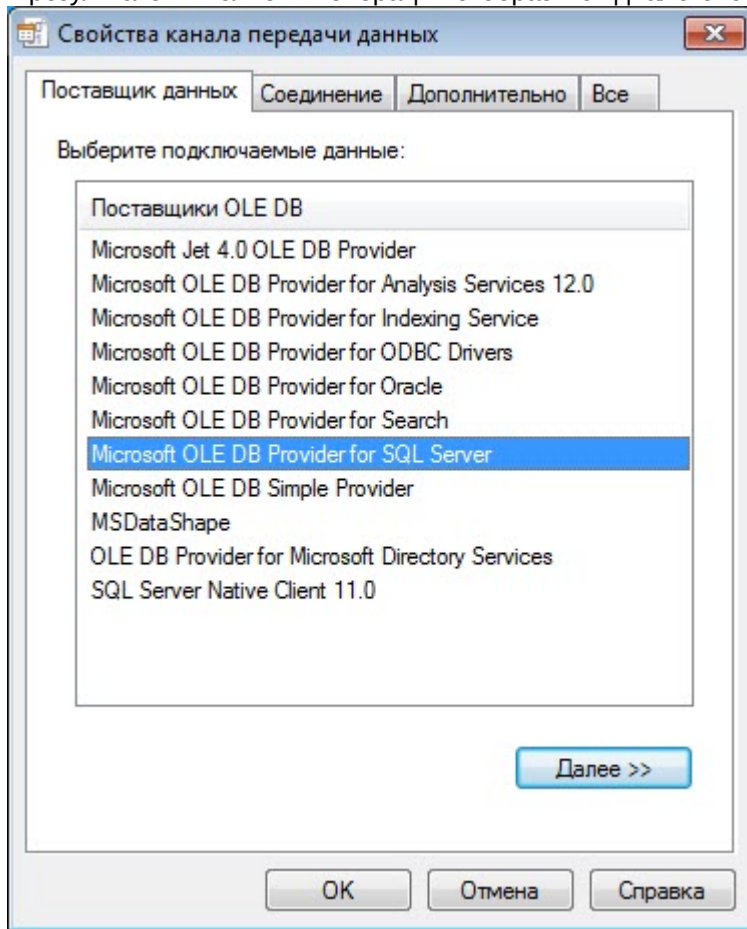 Свойства канала передачи данных
Поставщик данных Соединение Дополнительно Все
Выберите подключаемые данные:
Поставщики OLE DB
Microsoft Jet 4.0 OLE DB Provider
Microsoft OLE DB Provider for Analysis Services 12.0
Microsoft OLE DB Provider for Indexing Service
Microsoft OLE DB Provider for ODBC Drivers
Microsoft OLE DB Provider for Oracle
Microsoft OLE DB Provider for Search
Microsoft OLE DB Provider for SQL Server
Microsoft OLE DB Simple Provider
MSDataShape
OLE DB Provider for Microsoft Directory Services
SQL Server Native Client 11.0
Далее >>
OK Отмена Справка